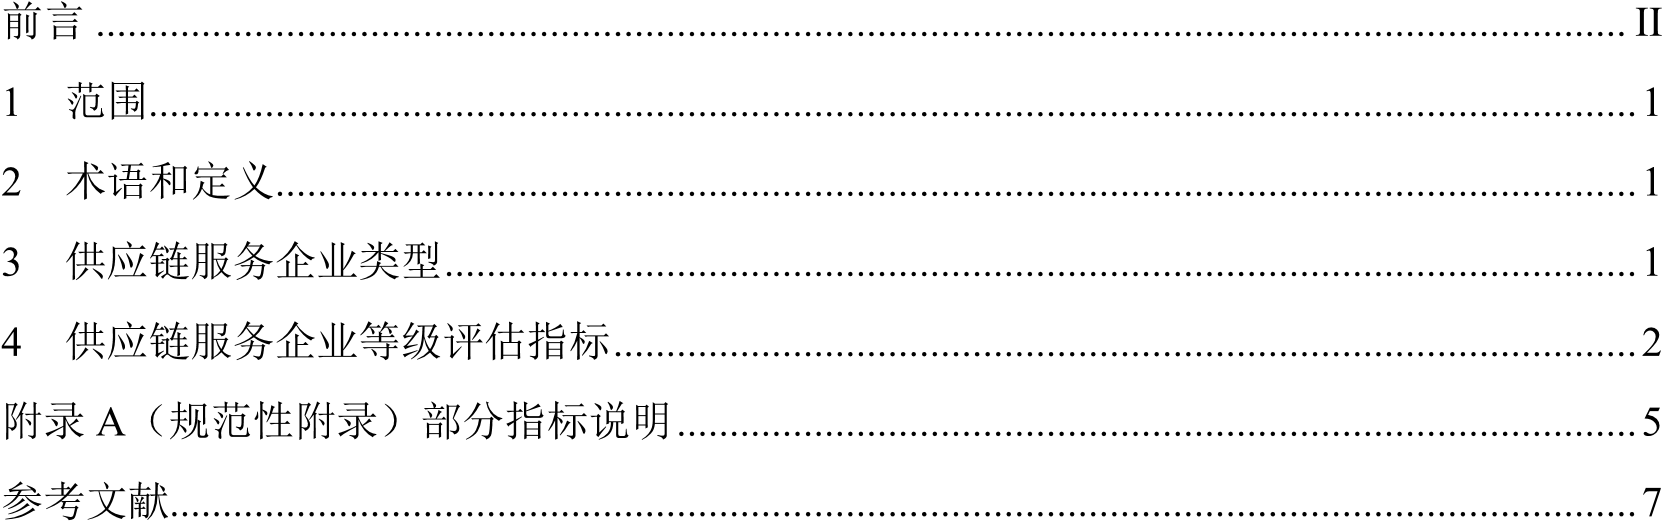 前言 ........................................................................................................................ II
1 范围........................................................................................................................ 1
2 术语和定义........................................................................................................................ 1
3 供应链服务企业类型........................................................................................................................ 1
4 供应链服务企业等级评估指标........................................................................................................................ 2
附录 A（规范性附录）部分指标说明........................................................................................................................ 5
参考文献........................................................................................................................ 7